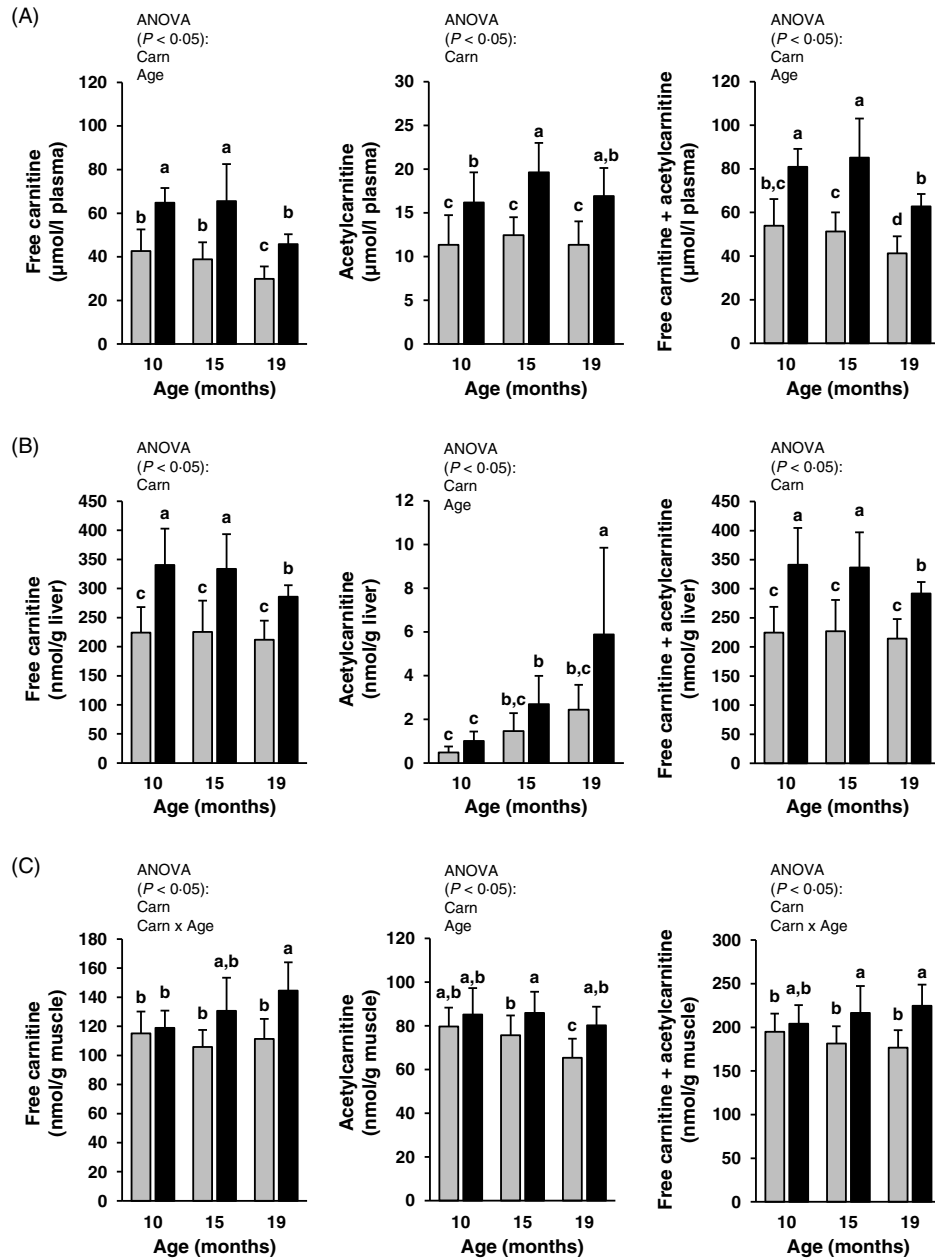 (A)
ANOVA
(P < 0·05):
Carn
Age
Free carnitine
(μmol/l plasma)
120
100
80
60
40
20
0
b
a
b
a
c
b
10 15 19
Age (months)
ANOVA
(P < 0·05):
Carn
Acetylcarnitine
(μmol/l plasma)
30
25
20
15
10
5
0
c
b
c
a
c
a,b
10 15 19
Age (months)
ANOVA
(P < 0·05):
Carn
Age
Free carnitine + acetylcarnitine
(μmol/l plasma)
120
100
80
60
40
20
0
b,c
a
c
a
d
b
10 15 19
Age (months)
(B)
ANOVA
(P < 0·05):
Carn
Free carnitine
(nmol/g liver)
450
400
350
300
250
200
150
100
50
0
c
a
c
a
c
b
10 15 19
Age (months)
ANOVA
(P < 0·05):
Carn
Age
Acetylcarnitine
(nmol/g liver)
12
10
8
6
4
2
0
c
c
b,c
b
b,c
a
10 15 19
Age (months)
ANOVA
(P < 0·05):
Carn
Free carnitine + acetylcarnitine
(nmol/g liver)
450
400
350
300
250
200
150
100
50
0
c
a
c
a
c
b
10 15 19
Age (months)
(C)
ANOVA
(P < 0·05):
Carn
Carn x Age
Free carnitine
(nmol/g muscle)
180
160
140
120
100
80
60
40
20
0
b
b
b
a,b
b
a
10 15 19
Age (months)
ANOVA
(P < 0·05):
Carn
Age
Acetylcarnitine
(nmol/g muscle)
120
100
80
60
40
20
0
a,b
a,b
b
a
c
a,b
10 15 19
Age (months)
ANOVA
(P < 0·05):
Carn
Carn x Age
Free carnitine + acetylcarnitine
(nmol/g muscle)
300
250
200
150
100
50
0
b
a,b
b
a
b
a
10 15 19
Age (months)